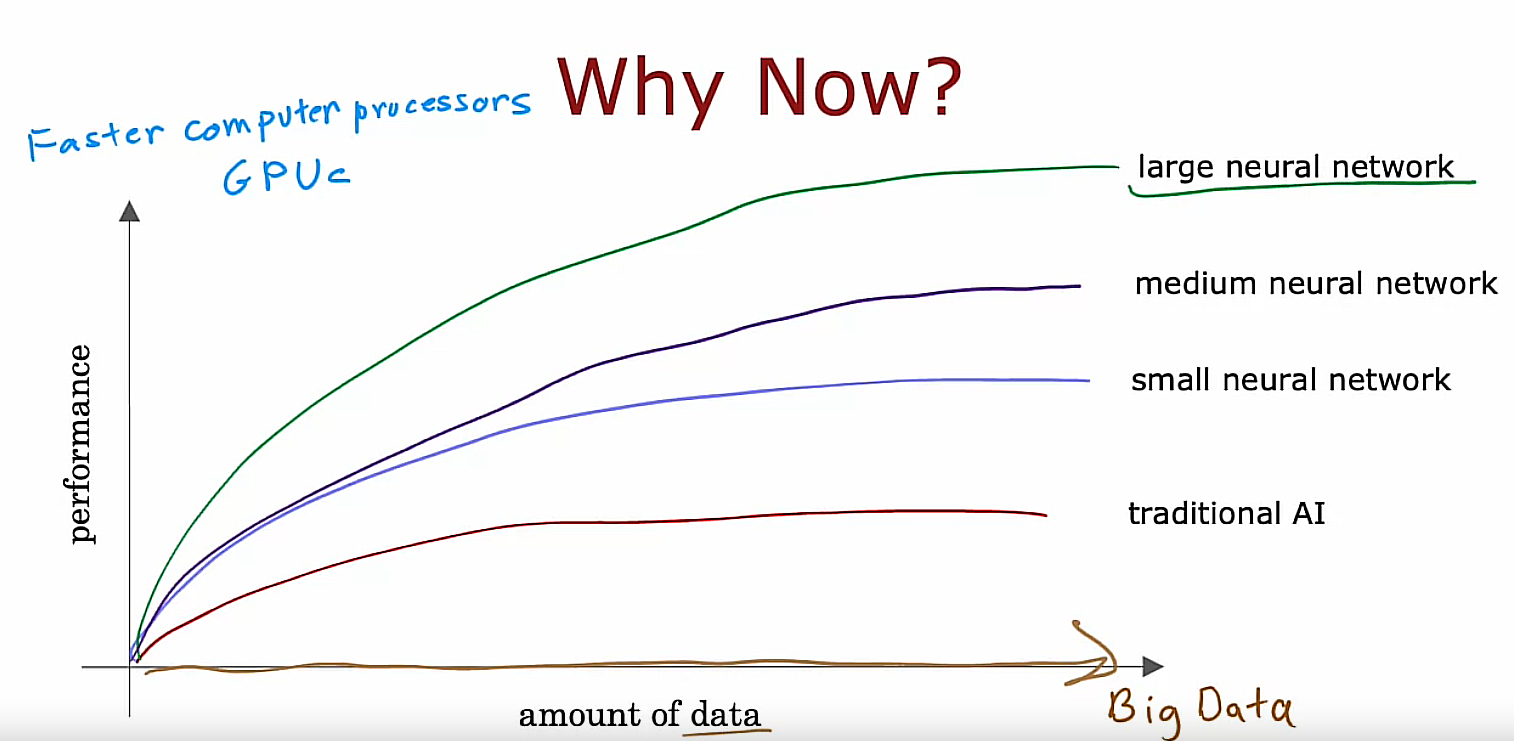 Why Now?
Faster computer processors
GPUs
large neural network
medium neural network
small neural network
traditional AI
performance
amount of data
Big Data